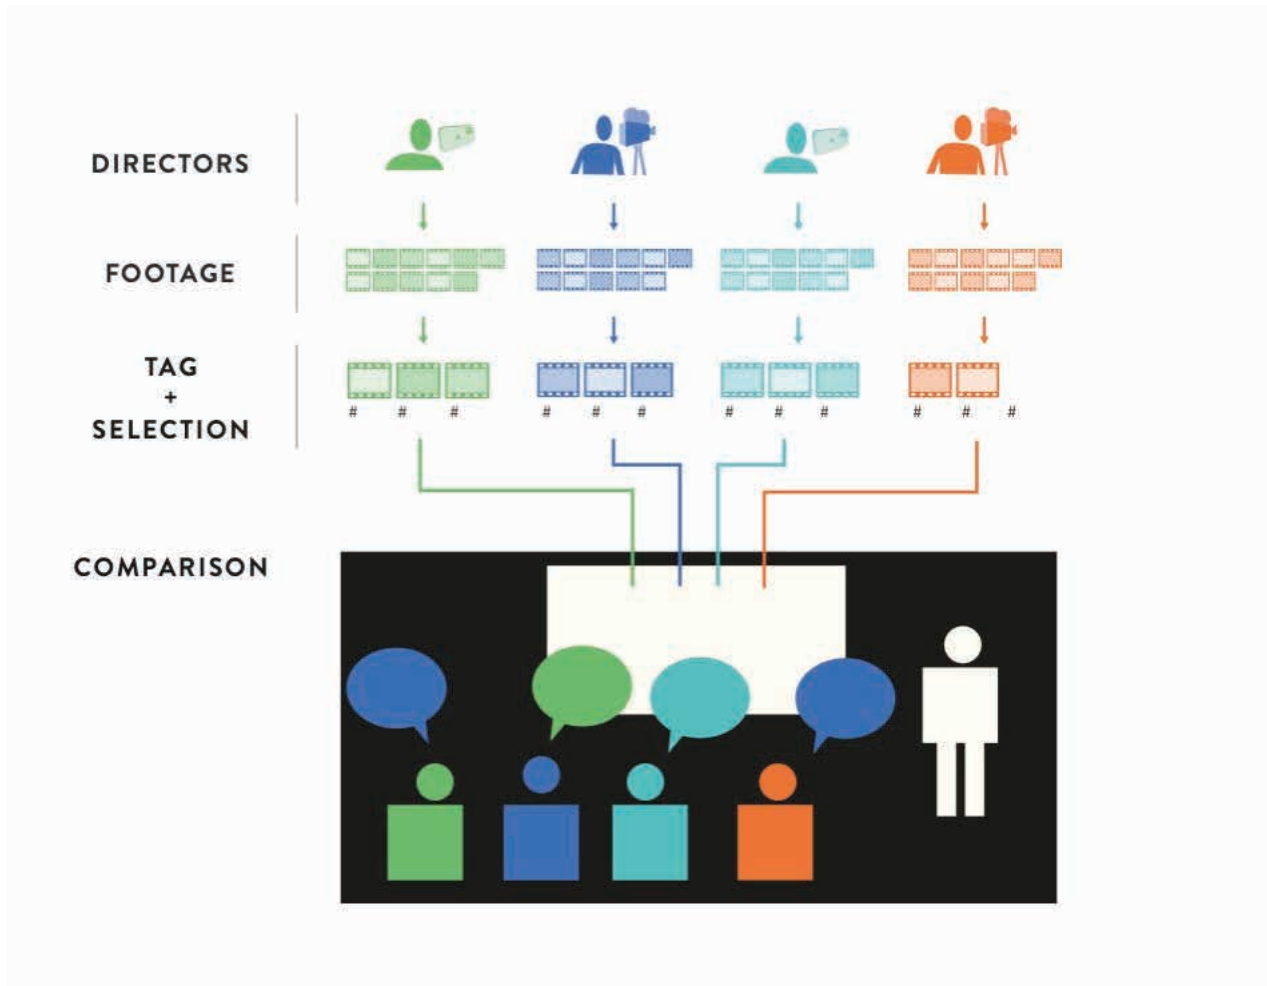 DIRECTORS
FOOTAGE
TAG
+
SELECTION
# # # # # # # # # # # #
COMPARISON